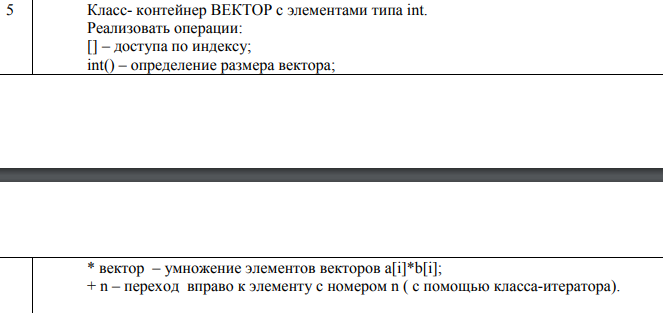 5 Класс- контейнер ВЕКТОР с элементами типа int.
Реализовать операции:
[] – доступа по индексу;
int() – определение размера вектора;
* вектор – умножение элементов векторов a[i]*b[i];
+ n – переход вправо к элементу с номером n ( с помощью класса-итератора).